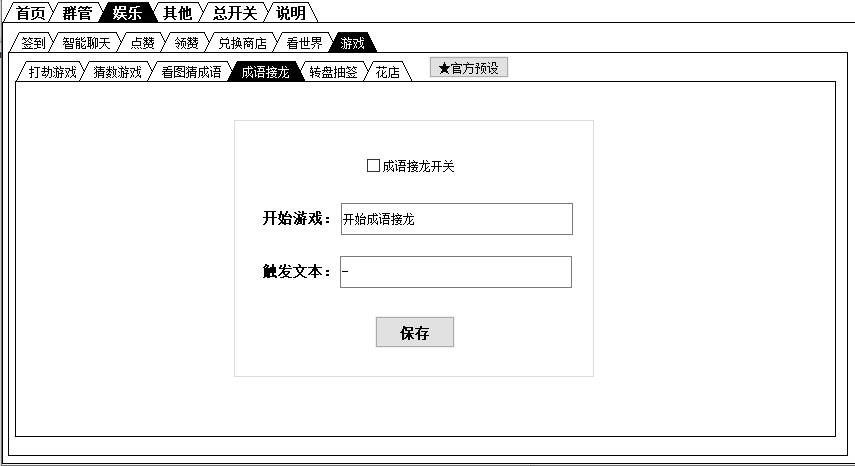 首页 群管 娱乐 其他 总开关 说明
签到 智能聊天 点赞 领赞 兑换商店 看世界 游戏
打劫游戏 猜数游戏 看图猜成语 成语接龙 转盘抽签 花店 ★官方预设
成语接龙开关
开始游戏： 开始成语接龙
触发文本： -
保存